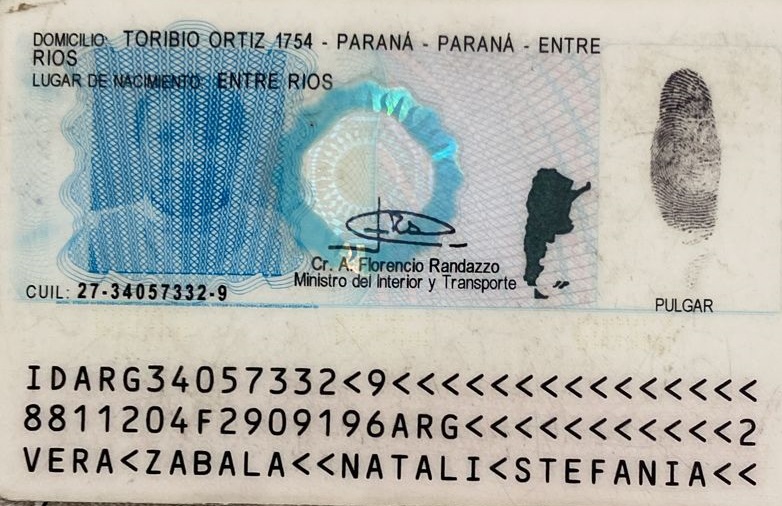 DOMICILIO: TORIBIO ORTIZ 1754 - PARANÁ - PARANÁ - ENTRE
RIOS
LUGAR DE NACIMIENTO: ENTRE RIOS
Cr. A. Florencio Randazzo
Ministro del Interior y Transporte
CUIL: 27-34057332-9
PULGAR
IDARG34057332<9<<<<<<<<<<<<<<<
8811204F2909196ARG<<<<<<<<<<<2
VERA<ZABALA<<NATALI<STEFANIA<<